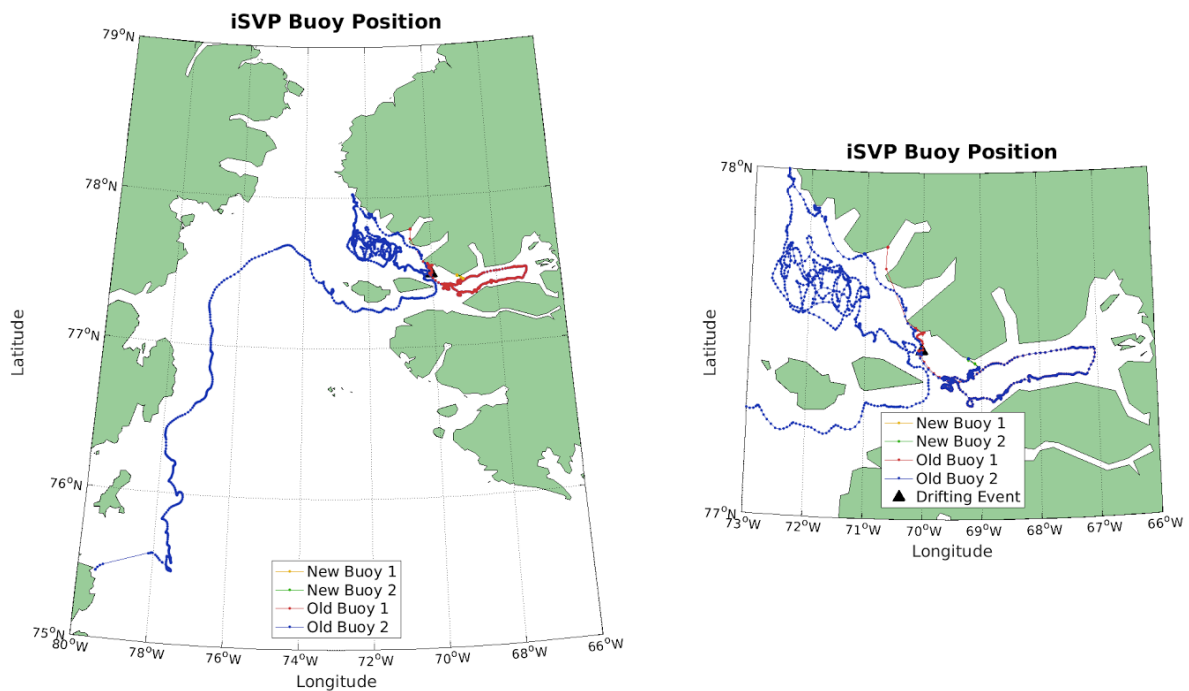 iSVP Buoy Position
79°N
78°N
77°N
76°N
75°N
Latitude
80°W
78°W
76°W
74°W
72°W
70°W
68°W
66°W
Longitude
New Buoy 1
New Buoy 2
Old Buoy 1
Old Buoy 2
iSVP Buoy Position
78°N
77°N
Latitude
73°W
72°W
71°W
70°W
69°W
68°W
67°W
66°W
Longitude
New Buoy 1
New Buoy 2
Old Buoy 1
Old Buoy 2
Drifting Event